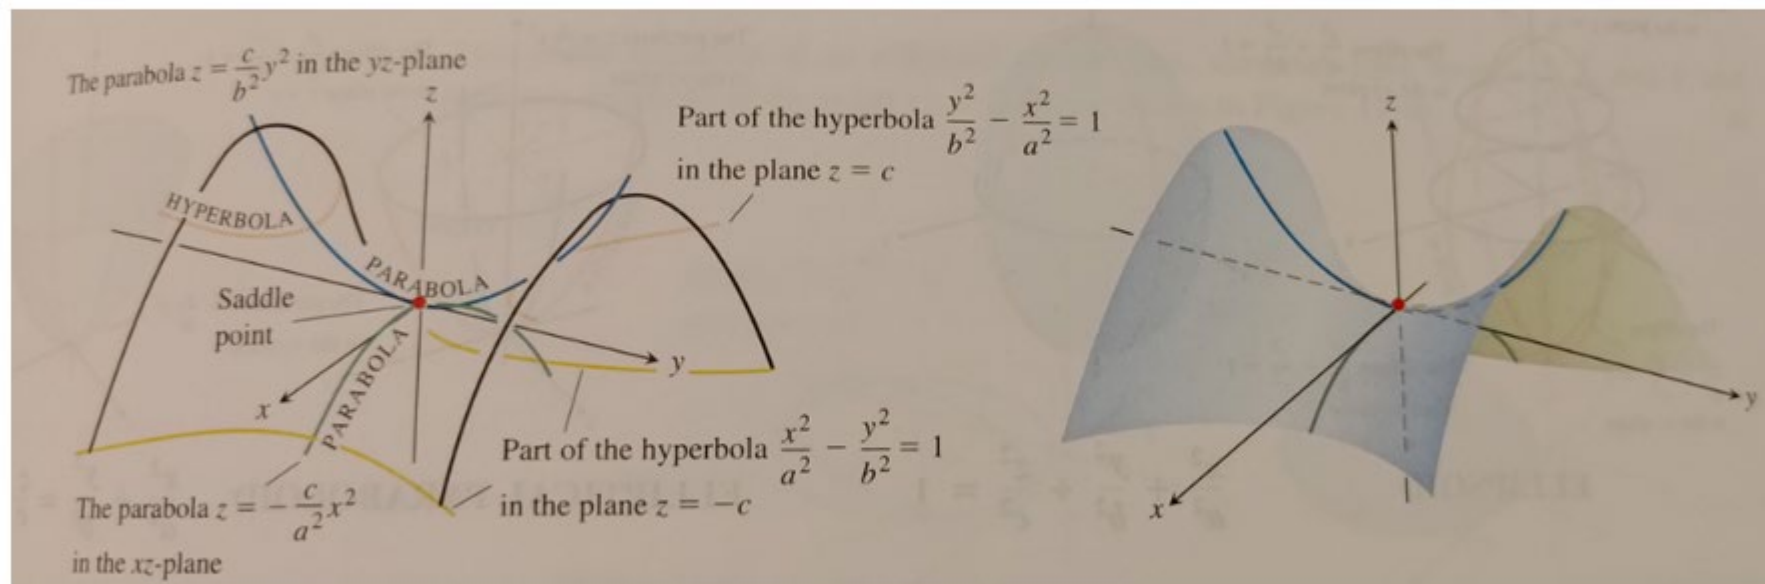 The parabola z = c/b² y² in the yz-plane
z
Part of the hyperbola y²/b² − x²/a² = 1
in the plane z = c
HYPERBOLA
PARABOLA
Saddle
point
PARABOLA
x
y
Part of the hyperbola x²/a² − y²/b² = 1
in the plane z = −c
The parabola z = − c/a² x²
in the xz-plane
z
y
x